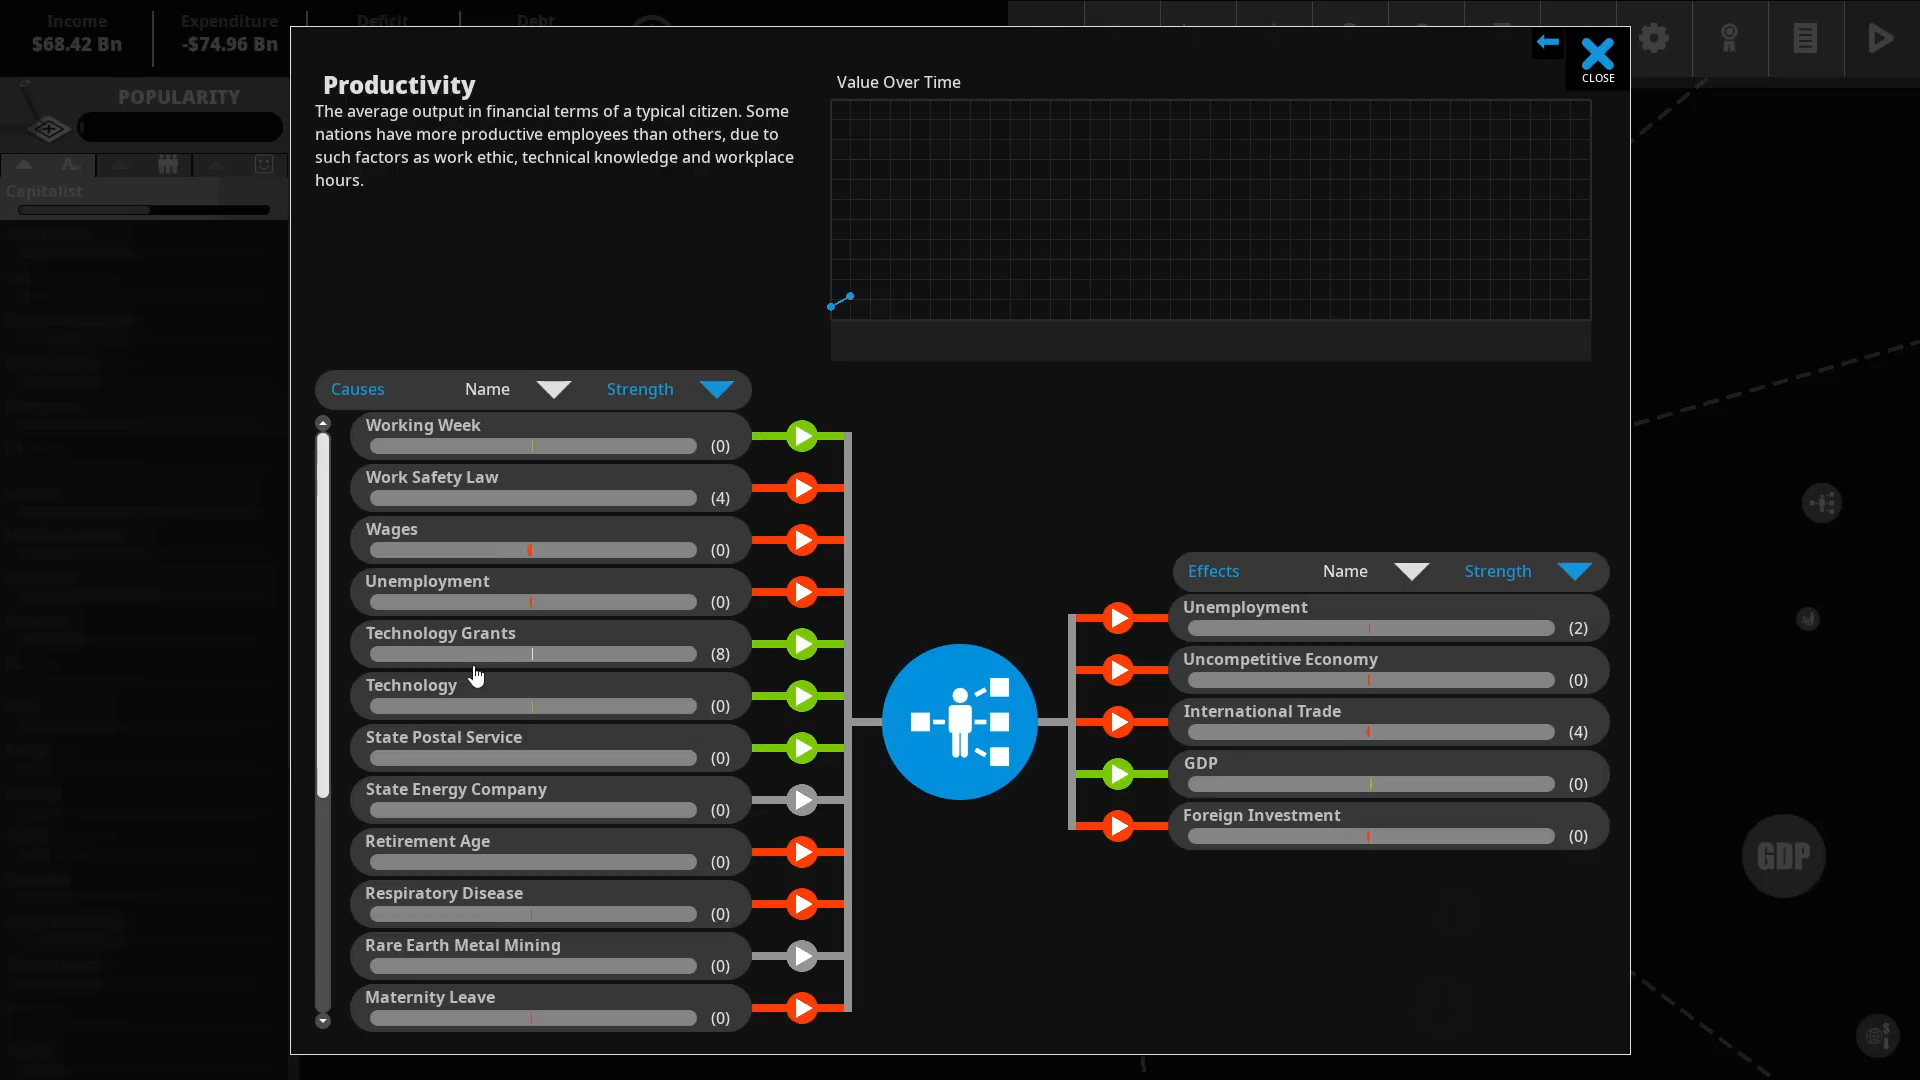 Income
$68.42 Bn
Expenditure
-$74.96 Bn
Deficit
Debt
POPULARITY
Capitalist
CLOSE
Productivity
The average output in financial terms of a typical citizen. Some
nations have more productive employees than others, due to
such factors as work ethic, technical knowledge and workplace
hours.
Value Over Time
Causes Name Strength
Working Week
(0)
Work Safety Law
(4)
Wages
(0)
Unemployment
(0)
Technology Grants
(8)
Technology
(0)
State Postal Service
(0)
State Energy Company
(0)
Retirement Age
(0)
Respiratory Disease
(0)
Rare Earth Metal Mining
(0)
Maternity Leave
(0)
Effects Name Strength
Unemployment
(2)
Uncompetitive Economy
(0)
International Trade
(4)
GDP
(0)
Foreign Investment
(0)
GDP